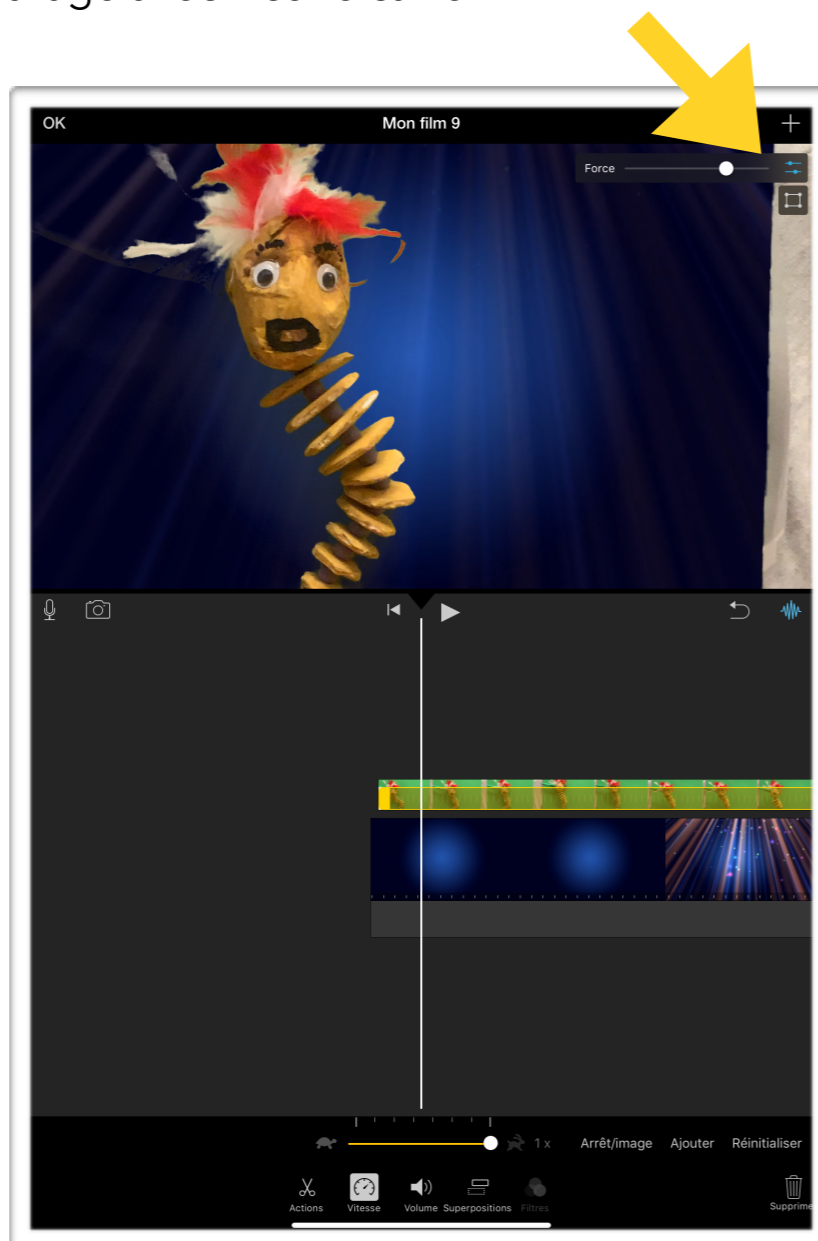 OK Mon film 9
Force
1 x Arrêt/image Ajouter Réinitialiser
Actions Vitesse Volume Superpositions Filtres Supprime